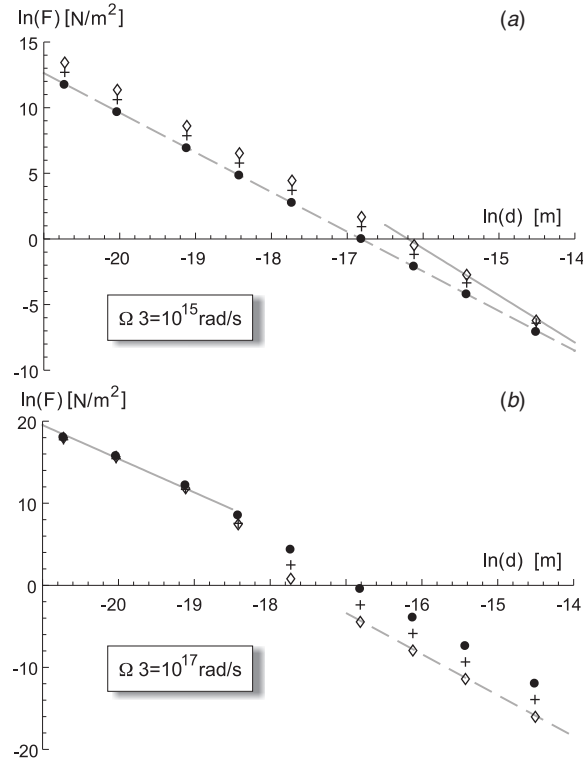 ln(F) [N/m²] (a)
15
10
5
ln(d) [m]
0
-20 -19 -18 -17 -16 -15 -14
-5
Ω 3=10¹⁵rad/s
-10
ln(F) [N/m²] (b)
20
10
ln(d) [m]
0
-20 -19 -18 -17 -16 -15 -14
-10
Ω 3=10¹⁷rad/s
-20